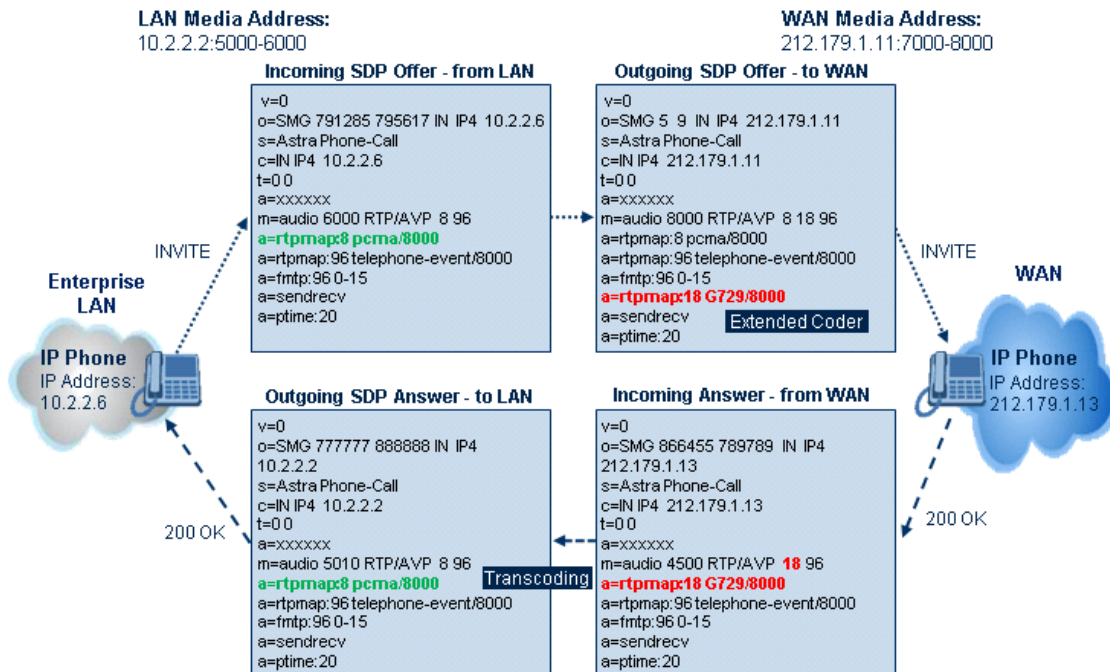 LAN Media Address:
10.2.2.2:5000-6000
WAN Media Address:
212.179.1.11:7000-8000
Incoming SDP Offer - from LAN
v=0
o=SMG 791285 795617 IN IP4 10.2.2.6
s=Astra Phone-Call
c=IN IP4 10.2.2.6
t=0 0
a=xxxxxx
m=audio 6000 RTP/AVP 8 96
a=rtpmap:8 pcma/8000
a=rtpmap:96 telephone-event/8000
a=fmtp:96 0-15
a=sendrecv
a=ptime:20
Outgoing SDP Offer - to WAN
v=0
o=SMG 5 9 IN IP4 212.179.1.11
s=Astra Phone-Call
c=IN IP4 212.179.1.11
t=0 0
a=xxxxxx
m=audio 8000 RTP/AVP 8 18 96
a=rtpmap:8 pcma/8000
a=rtpmap:96 telephone-event/8000
a=fmtp:96 0-15
a=rtpmap:18 G729/8000
a=sendrecv
a=ptime:20
Extended Coder
INVITE
INVITE
Enterprise
LAN
IP Phone
IP Address:
10.2.2.6
WAN
IP Phone
IP Address:
212.179.1.13
Outgoing SDP Answer - to LAN
v=0
o=SMG 777777 888888 IN IP4
10.2.2.2
s=Astra Phone-Call
c=IN IP4 10.2.2.2
t=0 0
a=xxxxxx
m=audio 5010 RTP/AVP 8 96
a=rtpmap:8 pcma/8000
a=rtpmap:96 telephone-event/8000
a=fmtp:96 0-15
a=sendrecv
a=ptime:20
Transcoding
Incoming Answer - from WAN
v=0
o=SMG 866455 789789 IN IP4
212.179.1.13
s=Astra Phone-Call
c=IN IP4 212.179.1.13
t=0 0
a=xxxxxx
m=audio 4500 RTP/AVP 18 96
a=rtpmap:18 G729/8000
a=rtpmap:96 telephone-event/8000
a=fmtp:96 0-15
a=sendrecv
a=ptime:20
200 OK
200 OK